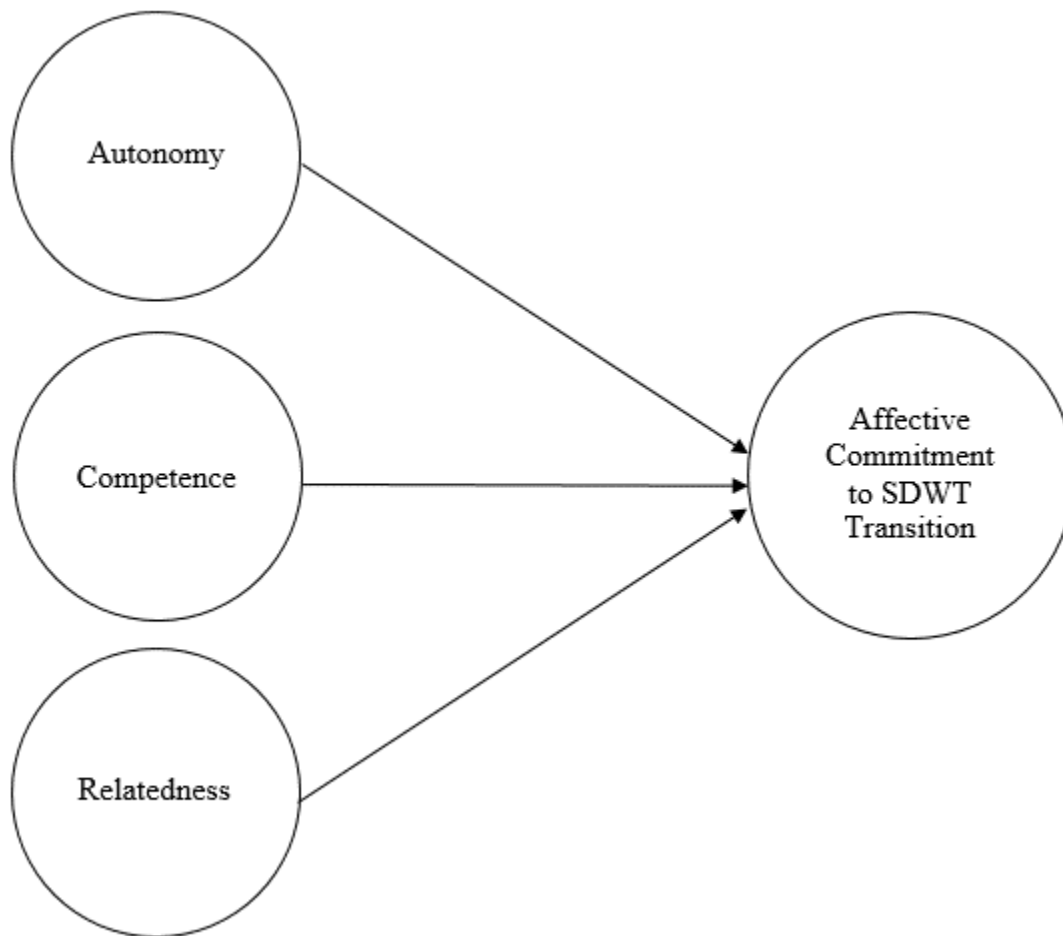 Autonomy
Competence
Relatedness
Affective
Commitment
to SDWT
Transition